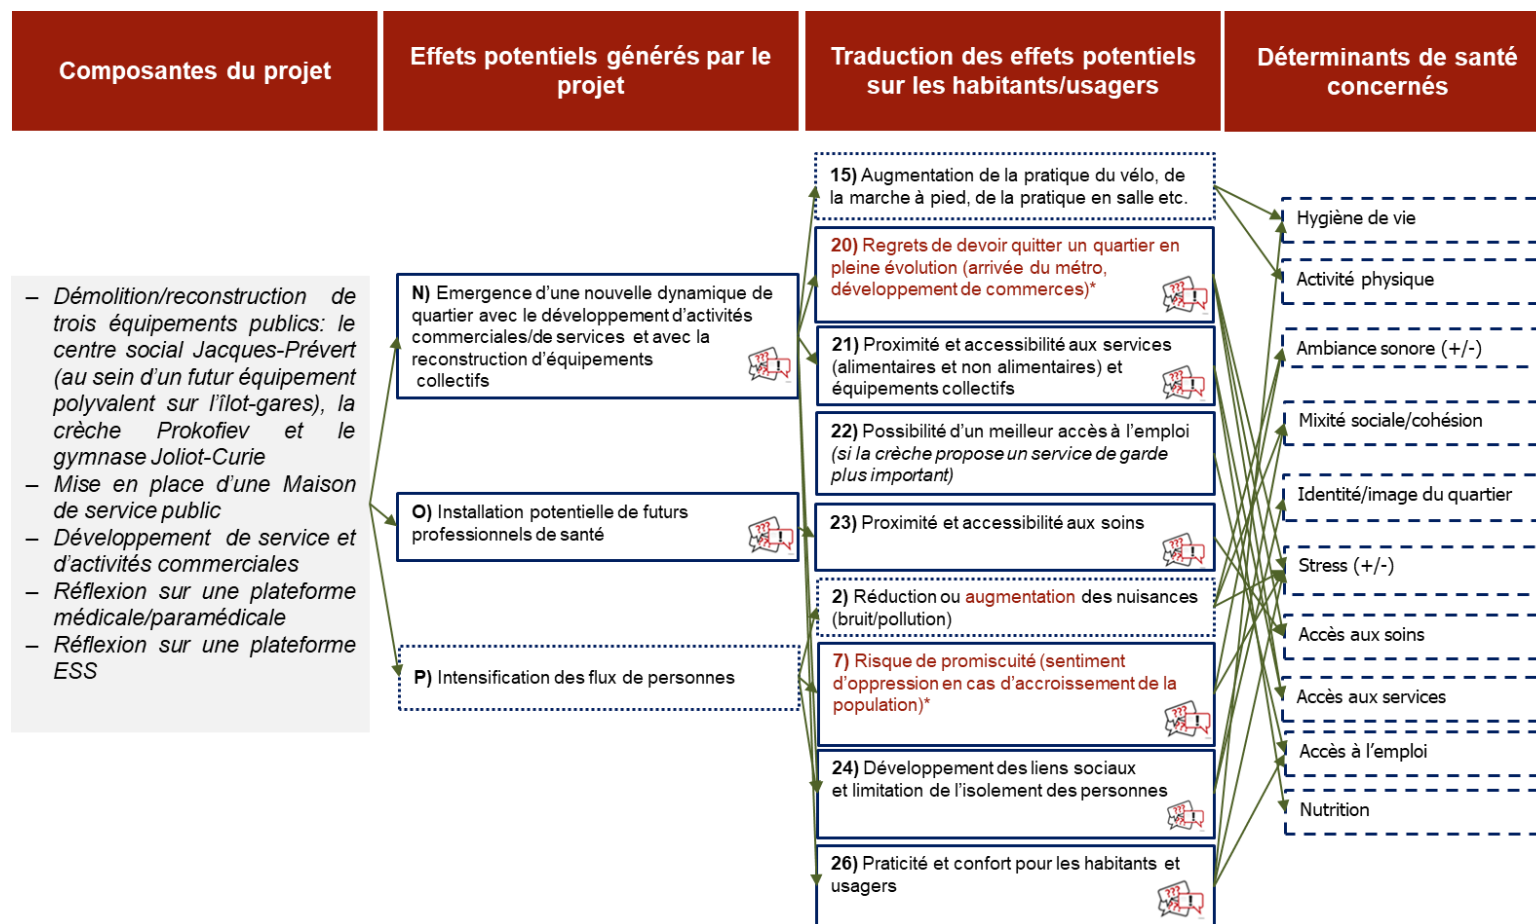 Composantes du projet
Effets potentiels générés par le
projet
Traduction des effets potentiels
sur les habitants/usagers
Déterminants de santé
concernés
– Démolition/reconstruction de
trois équipements publics: le
centre social Jacques-Prévert
(au sein d'un futur équipement
polyvalent sur l'îlot-gares), la
crèche Prokofiev et le
gymnase Joliot-Curie
– Mise en place d'une Maison
de service public
– Développement de service et
d'activités commerciales
– Réflexion sur une plateforme
médicale/paramédicale
– Réflexion sur une plateforme
ESS
N) Emergence d'une nouvelle dynamique de
quartier avec le développement d'activités
commerciales/de services et avec la
reconstruction d'équipements
collectifs
O) Installation potentielle de futurs
professionnels de santé
P) Intensification des flux de personnes
15) Augmentation de la pratique du vélo, de
la marche à pied, de la pratique en salle etc.
20) Regrets de devoir quitter un quartier en
pleine évolution (arrivée du métro,
développement de commerces)*
21) Proximité et accessibilité aux services
(alimentaires et non alimentaires) et
équipements collectifs
22) Possibilité d'un meilleur accès à l'emploi
(si la crèche propose un service de garde
plus important)
23) Proximité et accessibilité aux soins
2) Réduction ou augmentation des nuisances
(bruit/pollution)
7) Risque de promiscuité (sentiment
d'oppression en cas d'accroissement de la
population)*
24) Développement des liens sociaux
et limitation de l'isolement des personnes
26) Praticité et confort pour les habitants et
usagers
Hygiène de vie
Activité physique
Ambiance sonore (+/-)
Mixité sociale/cohésion
Identité/image du quartier
Stress (+/-)
Accès aux soins
Accès aux services
Accès à l'emploi
Nutrition